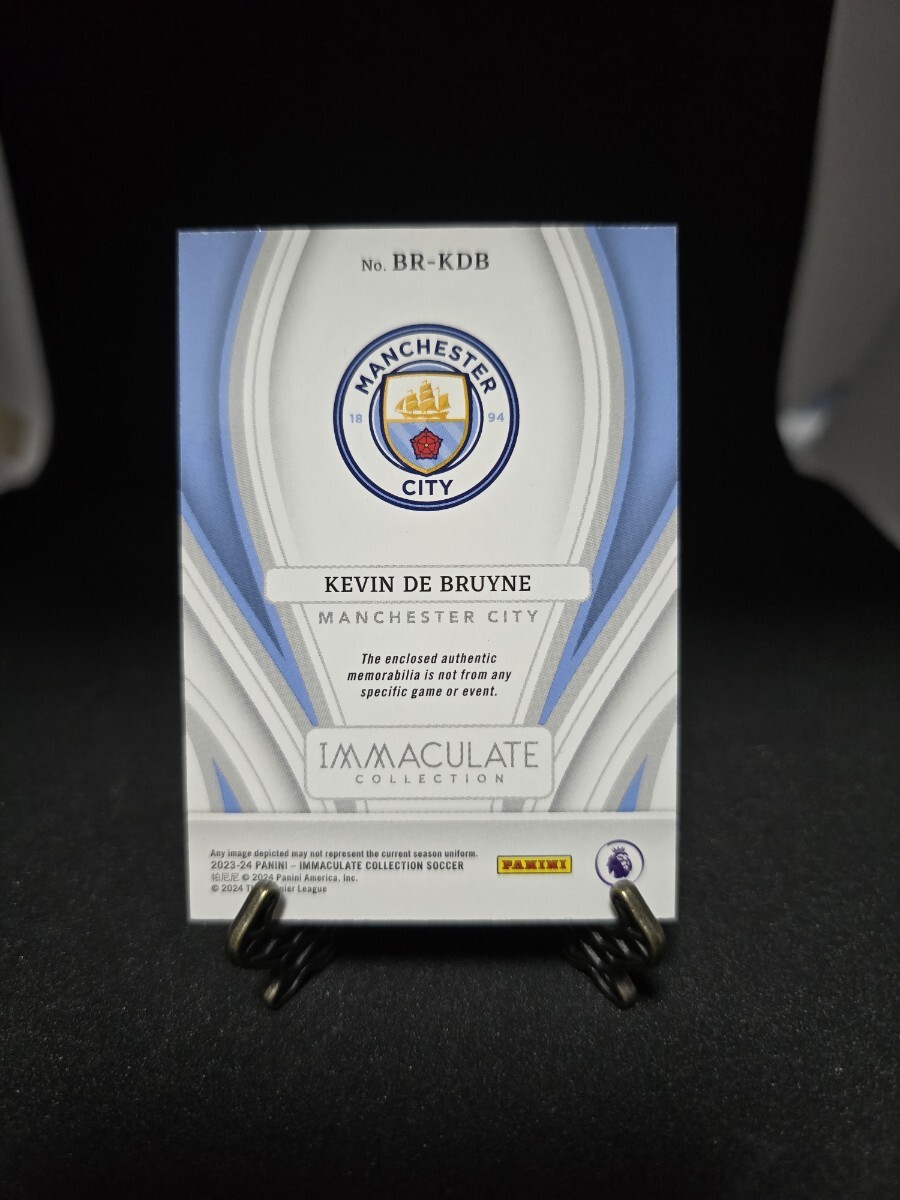 No. BR-KDB
MANCHESTER
18 94
CITY
KEVIN DE BRUYNE
MANCHESTER CITY
The enclosed authentic
memorabilia is not from any
specific game or event.
IMMACULATE
COLLECTION
Any image depicted may not represent the current season uniform.
2023-24 PANINI – IMMACULATE COLLECTION SOCCER
帕尼尼 © 2024 Panini America, Inc.
© 2024 League
PANINI